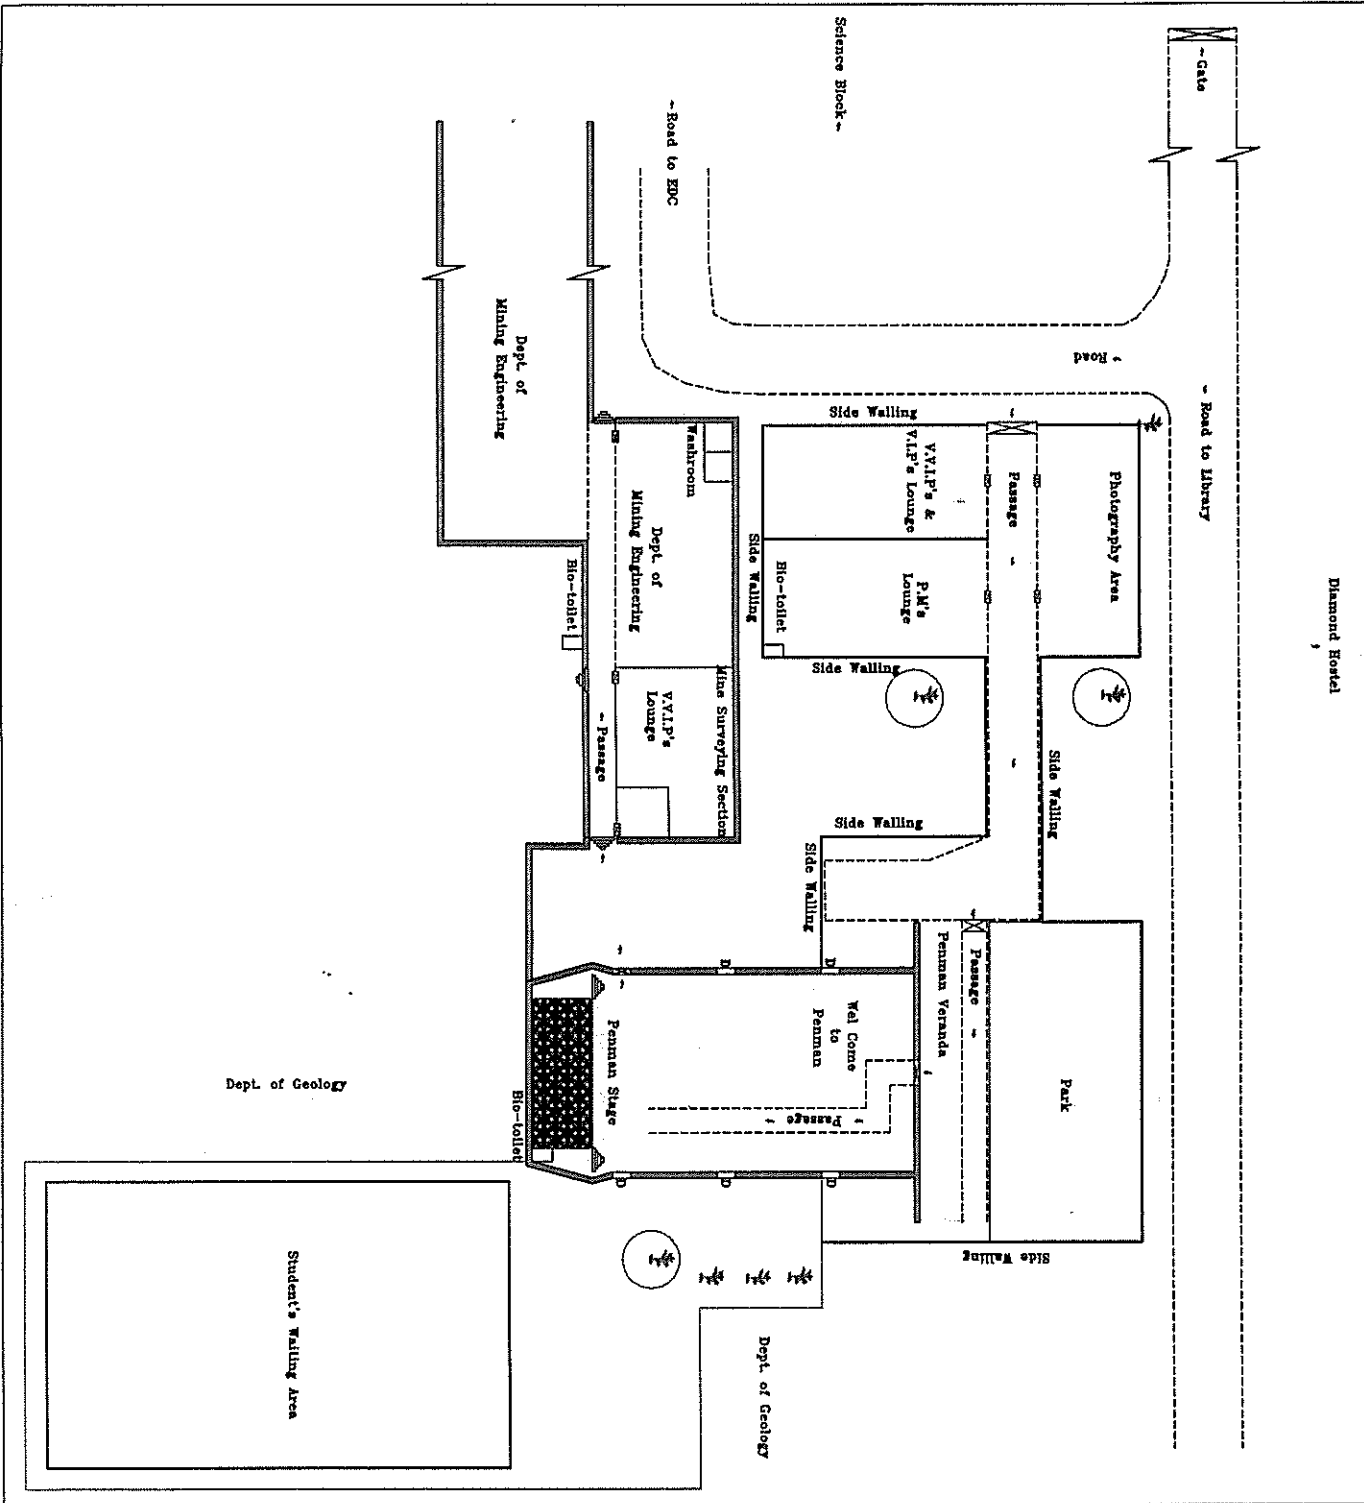 Diamond Hostel
Gate
Road to Library
Science Block
Road to EDC
Road
Side Walling
Photography Area
Passage
V.V.I.P's &
V.I.P's Lounge
P.M's
Lounge
Bio-toilet
Side Walling
Side Walling
Side Walling
Side Walling
Side Walling
Park
Passage
Penman Veranda
Side Walling
Wel Come
to
Penman
Passage
D
D
D
D
D
Penman Stage
Bio-toilet
Washroom
Dept. of
Mining Engineering
Mine Surveying Section
V.V.I.P's
Lounge
Passage
Bio-toilet
Dept. of
Mining Engineering
Dept. of Geology
Dept. of Geology
Student's Waiting Area